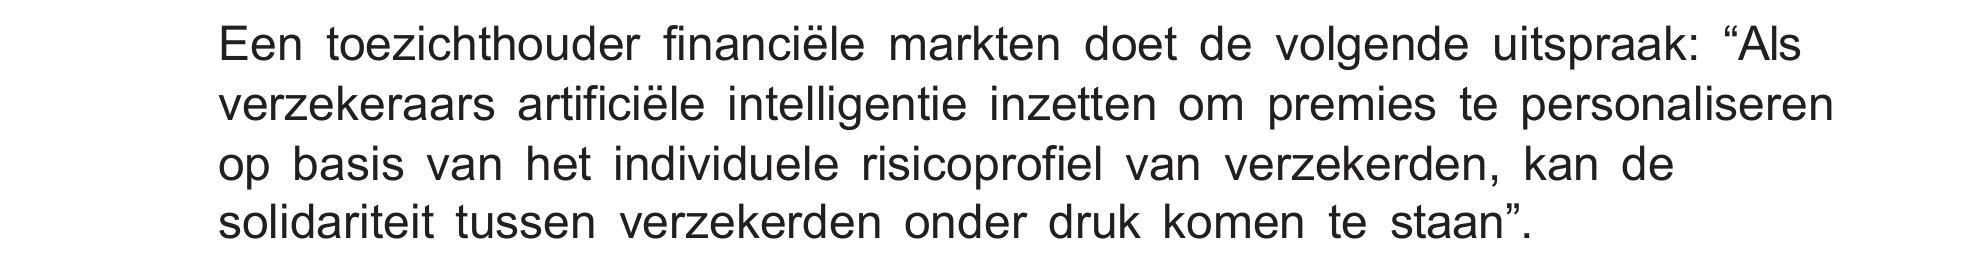 Een toezichthouder financiële markten doet de volgende uitspraak: “Als
verzekeraars artificiële intelligentie inzetten om premies te personaliseren
op basis van het individuele risicoprofiel van verzekerden, kan de
solidariteit tussen verzekerden onder druk komen te staan”.